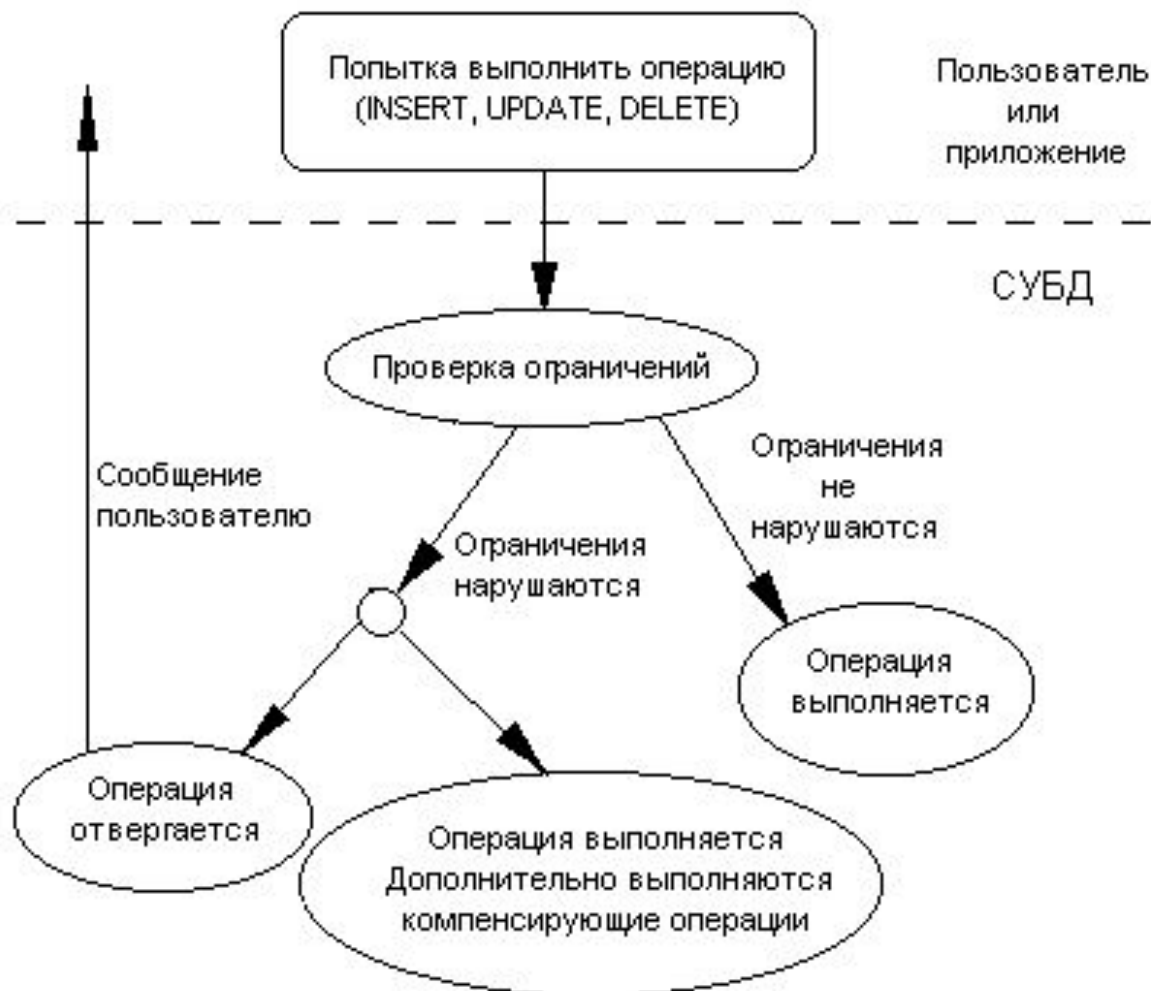 Попытка выполнить операцию
(INSERT, UPDATE, DELETE)
Пользователь
или
приложение
СУБД
Проверка ограничений
Сообщение
пользователю
Ограничения
не
нарушаются
Ограничения
нарушаются
Операция
выполняется
Операция
отвергается
Операция выполняется
Дополнительно выполняются
компенсирующие операции